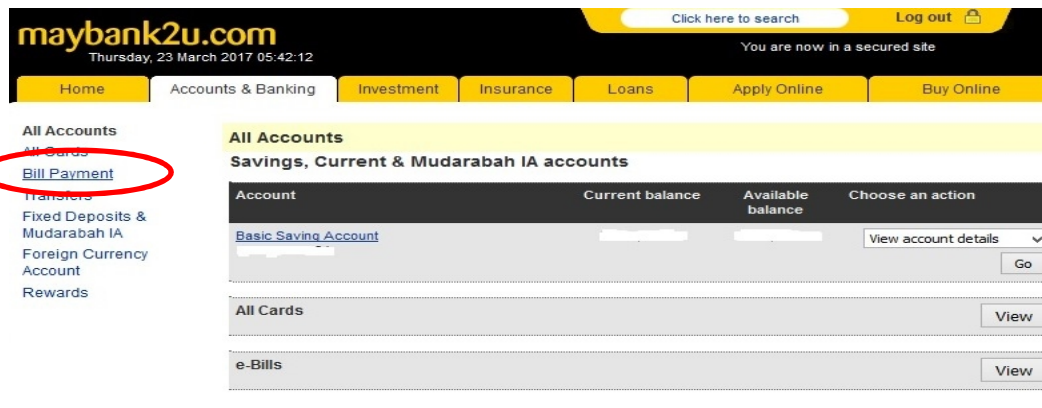 Click here to search
Log out
maybank2u.com
Thursday, 23 March 2017 05:42:12
You are now in a secured site
Home Accounts & Banking Investment Insurance Loans Apply Online Buy Online
All Accounts
All Cards
Bill Payment
Transfers
Fixed Deposits &
Mudarabah IA
Foreign Currency
Account
Rewards
All Accounts
Savings, Current & Mudarabah IA accounts
Account Current balance Available balance Choose an action
Basic Saving Account
View account details
Go
All Cards
View
e-Bills
View